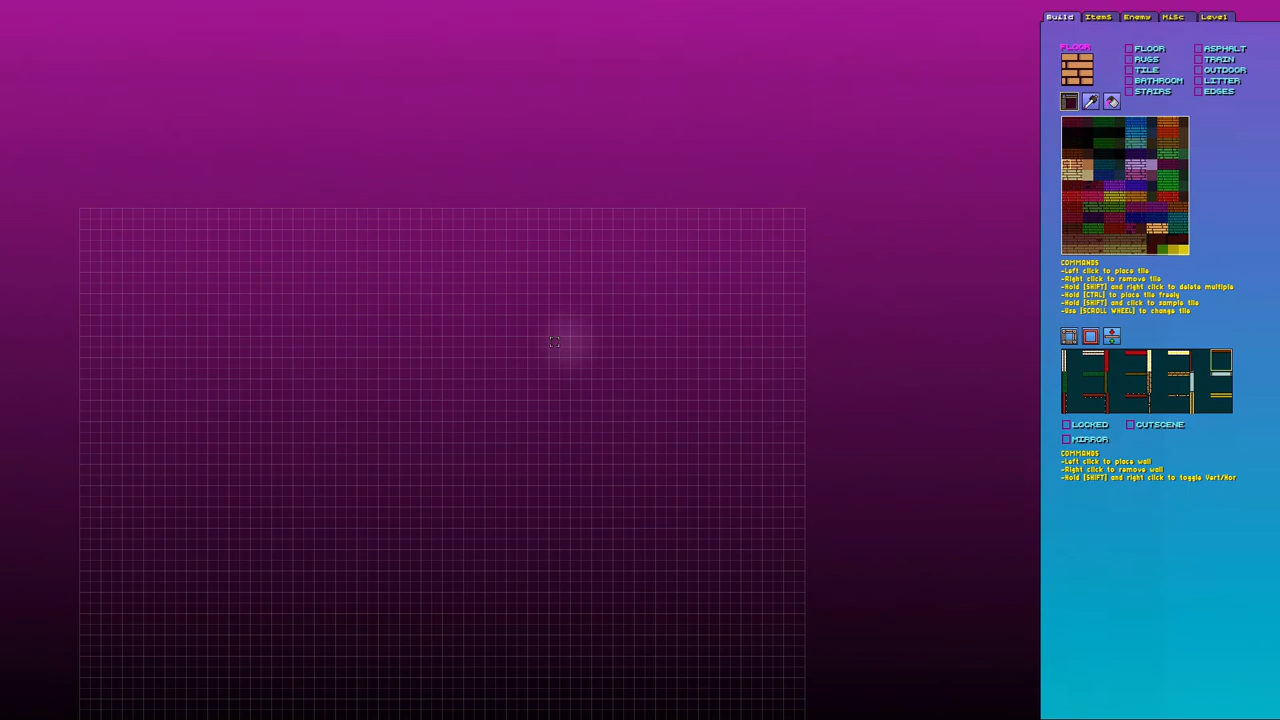 Build Items Enemy Misc Level
FLOOR
FLOOR
RUGS
TILE
BATHROOM
STAIRS
ASPHALT
TRAIN
OUTDOOR
LITTER
EDGES
COMMANDS
-Left click to place tile
-Right click to remove tile
-Hold [SHIFT] and right click to delete multiple
-Hold [CTRL] to place tile freely
-Hold [SHIFT] and click to sample tile
-Use [SCROLL WHEEL] to change tile
LOCKED CUTSCENE
MIRROR
COMMANDS
-Left click to place wall
-Right click to remove wall
-Hold [SHIFT] and right click to toggle Vert/Hor